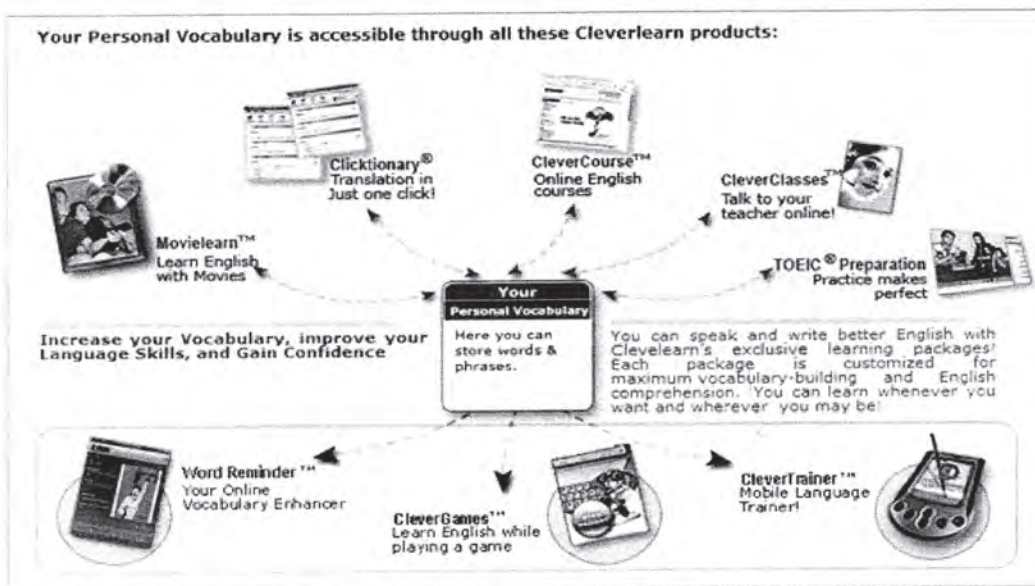 Your Personal Vocabulary is accessible through all these Cleverlearn products:
Clicktionary®
Translation in
Just one click!
CleverCourse™
Online English
courses
CleverClasses™
Talk to your
teacher online!
Movielearn™
Learn English
with Movies
TOEIC® Preparation
Practice makes
perfect
Your
Personal Vocabulary
Here you can
store words &
phrases.
Increase your Vocabulary, improve your
Language Skills, and Gain Confidence
You can speak and write better English with
Clevelearn's exclusive learning packages!
Each package is customized for
maximum vocabulary-building and English
comprehension. You can learn whenever you
want and wherever you may be!
Word Reminder™
Your Online
Vocabulary Enhancer
CleverGames™
Learn English while
playing a game
CleverTrainer™
Mobile Language
Trainer!